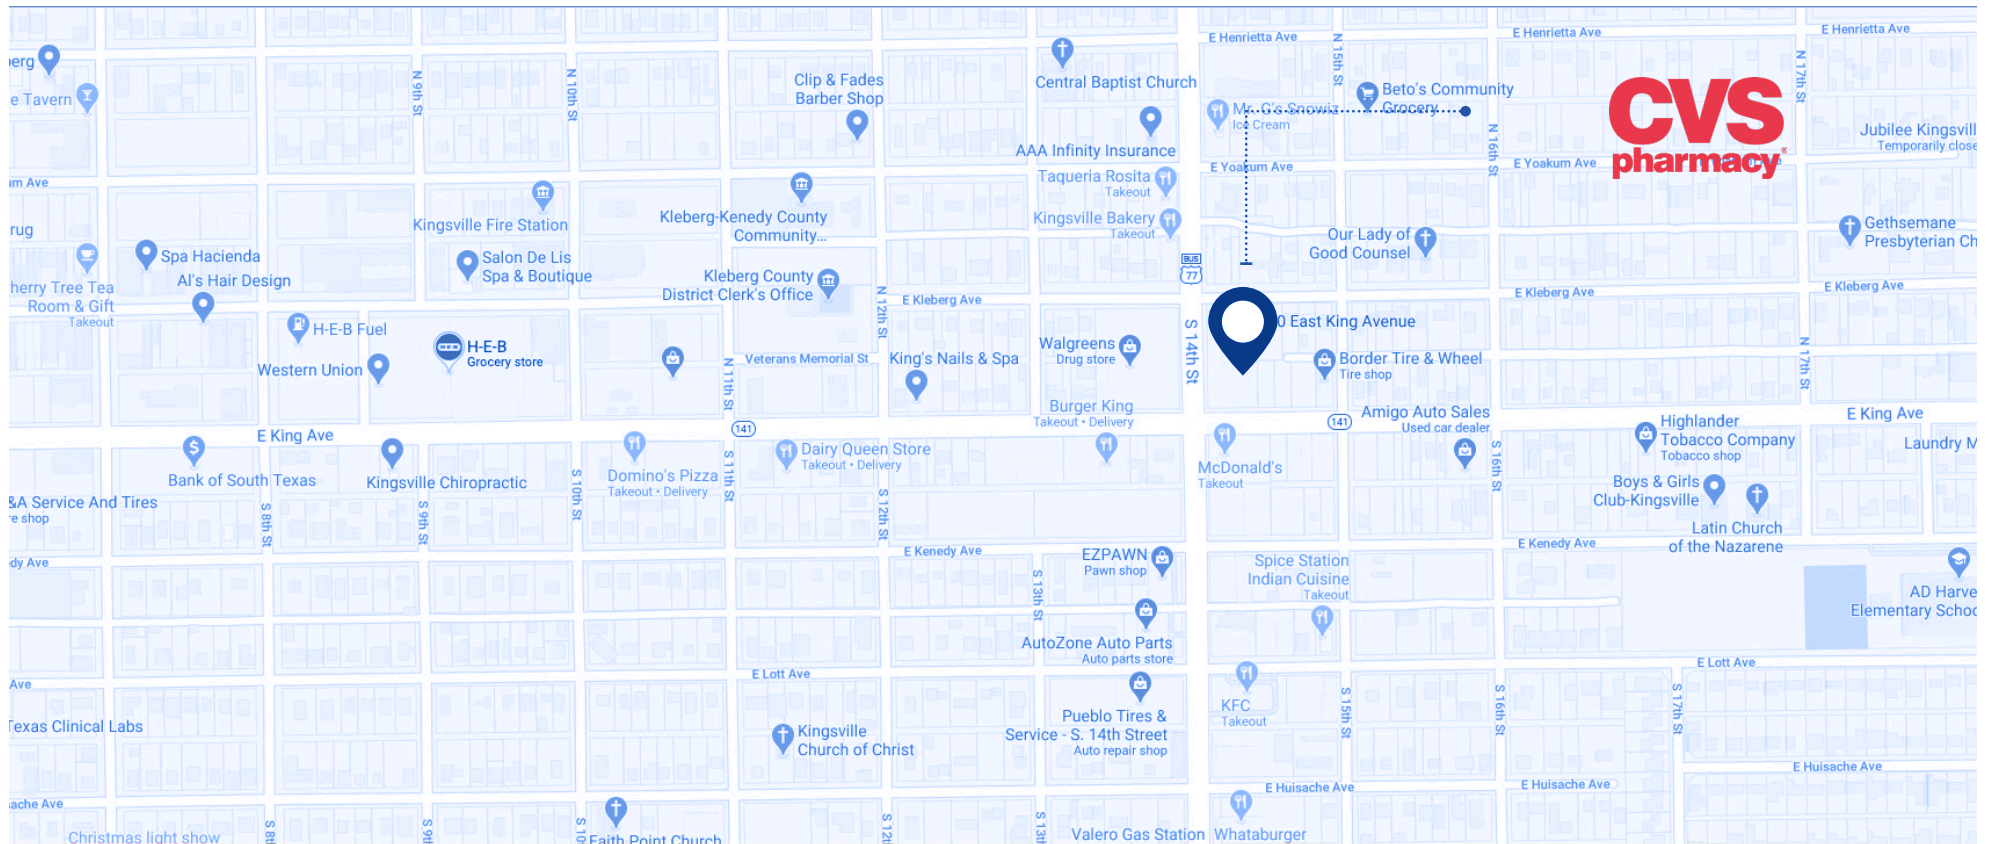 E Henrietta Ave
E Henrietta Ave
E Henrietta Ave
N 15th St
N 17th St
N 9th St
N 10th St
erg
e Tavern
Clip & Fades
Barber Shop
Central Baptist Church
AAA Infinity Insurance
Mr. G's Snowiz
Ice Cream
Beto's Community
Grocery
N 16th St
CVS
pharmacy®
Jubilee Kingsvill
Temporarily close
um Ave
E Yoakum Ave
E Yoakum Ave
Taqueria Rosita
Takeout
Kingsville Bakery
Takeout
Kingsville Fire Station
Kleberg-Kenedy County
Community...
rug
Spa Hacienda
Al's Hair Design
Salon De Lis
Spa & Boutique
Kleberg County
District Clerk's Office
Our Lady of
Good Counsel
Gethsemane
Presbyterian Ch
BUS
77
herry Tree Tea
Room & Gift
Takeout
N 12th St
E Kleberg Ave
E Kleberg Ave
E Kleberg Ave
H-E-B Fuel
Western Union
H-E-B
Grocery store
N 11th St
Veterans Memorial St
King's Nails & Spa
Walgreens
Drug store
S 14th St
0 East King Avenue
Border Tire & Wheel
Tire shop
N 17th St
Burger King
Takeout • Delivery
141
141
Amigo Auto Sales
Used car dealer
E King Ave
E King Ave
Highlander
Tobacco Company
Tobacco shop
Laundry M
Bank of South Texas
Kingsville Chiropractic
Domino's Pizza
Takeout • Delivery
Dairy Queen Store
Takeout • Delivery
McDonald's
Takeout
Boys & Girls
Club-Kingsville
Latin Church
of the Nazarene
&A Service And Tires
re shop
S 8th St
S 9th St
S 10th St
S 11th St
S 12th St
S 16th St
dy Ave
E Kenedy Ave
E Kenedy Ave
EZPAWN
Pawn shop
Spice Station
Indian Cuisine
Takeout
S 13th St
AD Harve
Elementary Schoo
AutoZone Auto Parts
Auto parts store
E Lott Ave
E Lott Ave
Ave
KFC
Takeout
S 15th St
S 16th St
S 17th St
Texas Clinical Labs
Kingsville
Church of Christ
Pueblo Tires &
Service - S. 14th Street
Auto repair shop
E Huisache Ave
E Huisache Ave
E Huisache Ave
sache Ave
Christmas light show
S 8th
S 9th
S 10
Faith Point Church
S 12th
S 13th
Valero Gas Station
Whataburger